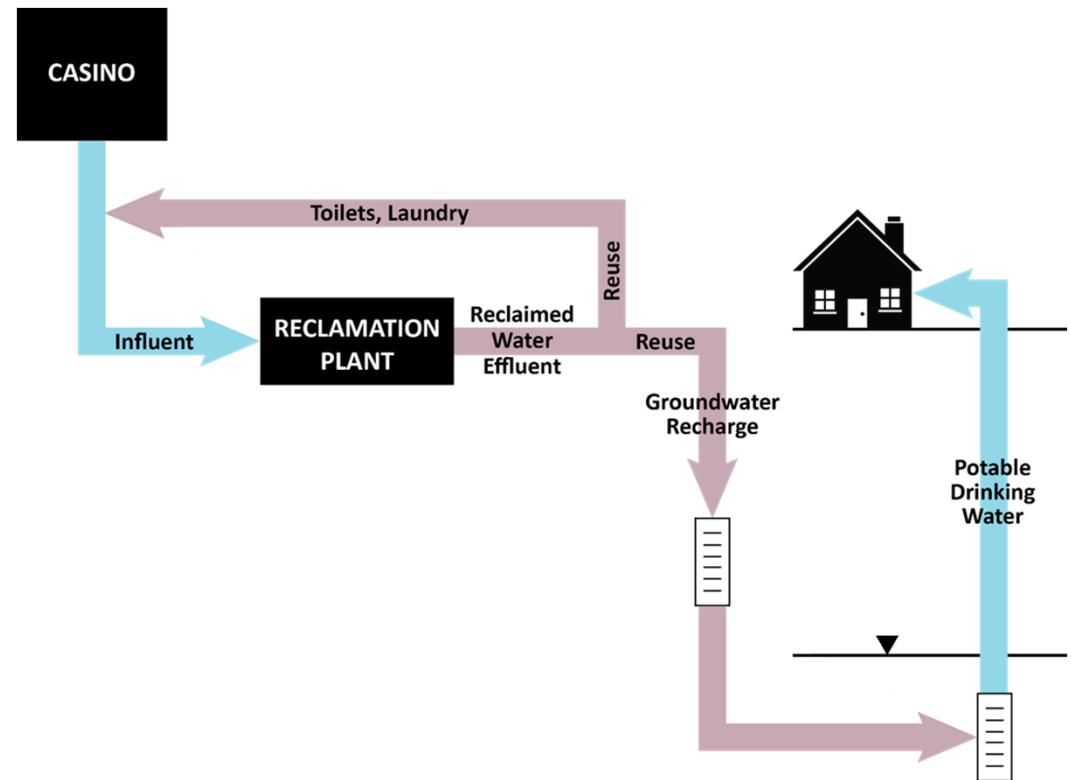 CASINO
Toilets, Laundry
Reuse
Influent
RECLAMATION
PLANT
Reclaimed
Water
Effluent
Reuse
Groundwater
Recharge
Potable
Drinking
Water